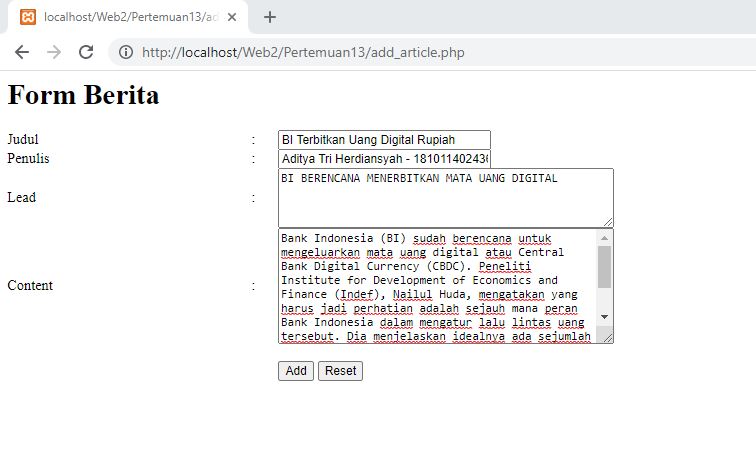 localhost/Web2/Pertemuan13/ad
http://localhost/Web2/Pertemuan13/add_article.php
Form Berita
Judul : BI Terbitkan Uang Digital Rupiah
Penulis : Aditya Tri Herdiansyah - 181011402436
Lead : BI BERENCANA MENERBITKAN MATA UANG DIGITAL
Content :
Bank Indonesia (BI) sudah berencana untuk
mengeluarkan mata uang digital atau Central
Bank Digital Currency (CBDC). Peneliti
Institute for Development of Economics and
Finance (Indef), Nailul Huda, mengatakan yang
harus jadi perhatian adalah sejauh mana peran
Bank Indonesia dalam mengatur lalu lintas uang
tersebut. Dia menjelaskan idealnya ada sejumlah
Add Reset